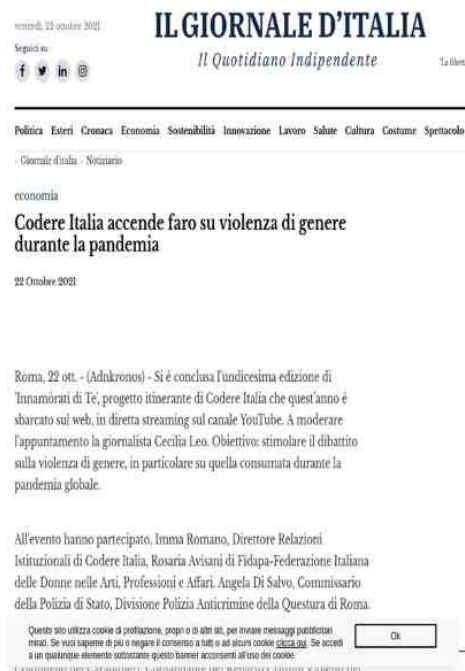 venerdì, 22 ottobre 2021
IL GIORNALE D'ITALIA
Il Quotidiano Indipendente
Seguici su
"La libert
Politica Esteri Cronaca Economia Sostenibilità Innovazione Lavoro Salute Cultura Costume Spettacolo
› Giornale d'italia › Notiziario
economia
Codere Italia accende faro su violenza di genere
durante la pandemia
22 Ottobre 2021
Roma, 22 ott. - (Adnkronos) - Si è conclusa l'undicesima edizione di
'Innamòrati di Te', progetto itinerante di Codere Italia che quest'anno è
sbarcato sul web, in diretta streaming sul canale YouTube. A moderare
l'appuntamento la giornalista Cecilia Leo. Obiettivo: stimolare il dibattito
sulla violenza di genere, in particolare su quella consumata durante la
pandemia globale.
All'evento hanno partecipato, Imma Romano, Direttore Relazioni
Istituzionali di Codere Italia, Rosaria Avisani di Fidapa-Federazione Italiana
delle Donne nelle Arti, Professioni e Affari, Angela Di Salvo, Commissario
della Polizia di Stato, Divisione Polizia Anticrimine della Questura di Roma.
Questo sito utilizza cookie di profilazione, propri o di altri siti, per inviare messaggi pubblicitari
mirati. Se vuoi saperne di più o negare il consenso a tutti o ad alcuni cookie clicca qui. Se accedi
a un qualunque elemento sottostante questo banner acconsenti all'uso dei cookie.
Ok